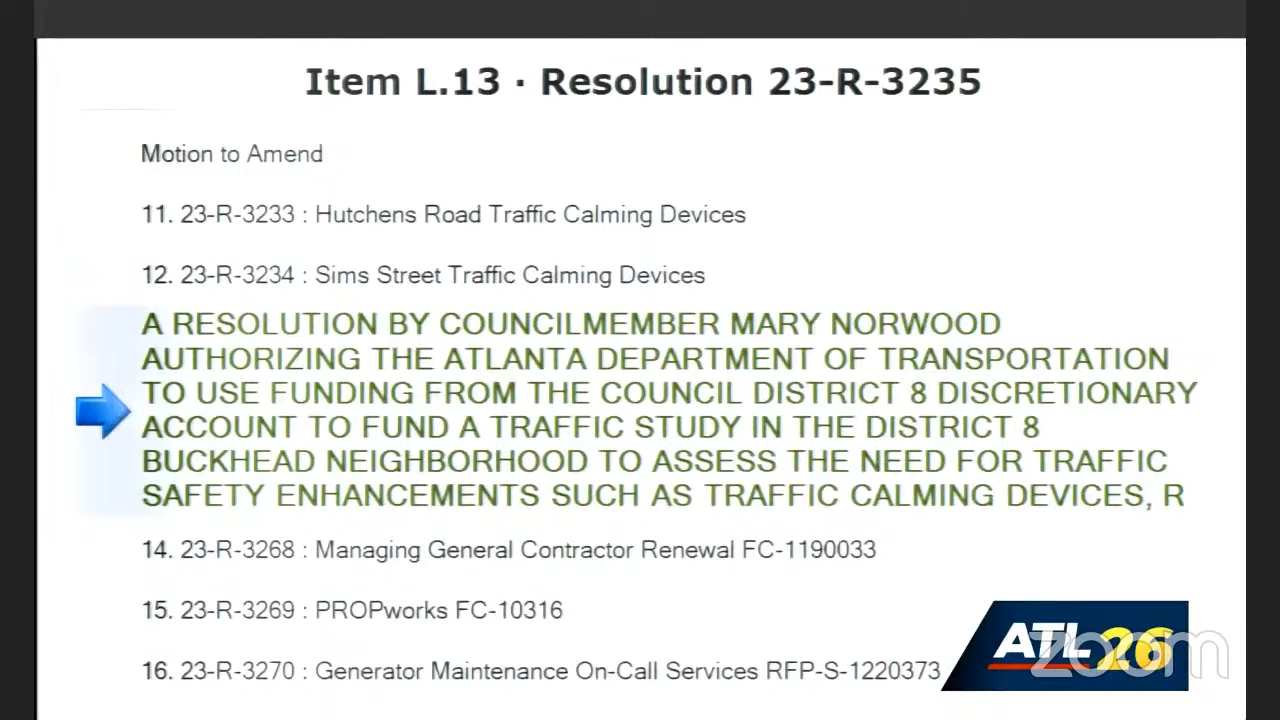 Item L.13 · Resolution 23-R-3235
Motion to Amend
11. 23-R-3233 : Hutchens Road Traffic Calming Devices
12. 23-R-3234 : Sims Street Traffic Calming Devices
A RESOLUTION BY COUNCILMEMBER MARY NORWOOD
AUTHORIZING THE ATLANTA DEPARTMENT OF TRANSPORTATION
TO USE FUNDING FROM THE COUNCIL DISTRICT 8 DISCRETIONARY
ACCOUNT TO FUND A TRAFFIC STUDY IN THE DISTRICT 8
BUCKHEAD NEIGHBORHOOD TO ASSESS THE NEED FOR TRAFFIC
SAFETY ENHANCEMENTS SUCH AS TRAFFIC CALMING DEVICES, R
14. 23-R-3268 : Managing General Contractor Renewal FC-1190033
15. 23-R-3269 : PROPworks FC-10316
16. 23-R-3270 : Generator Maintenance On-Call Services RFP-S-1220373
ATL 26
zoom